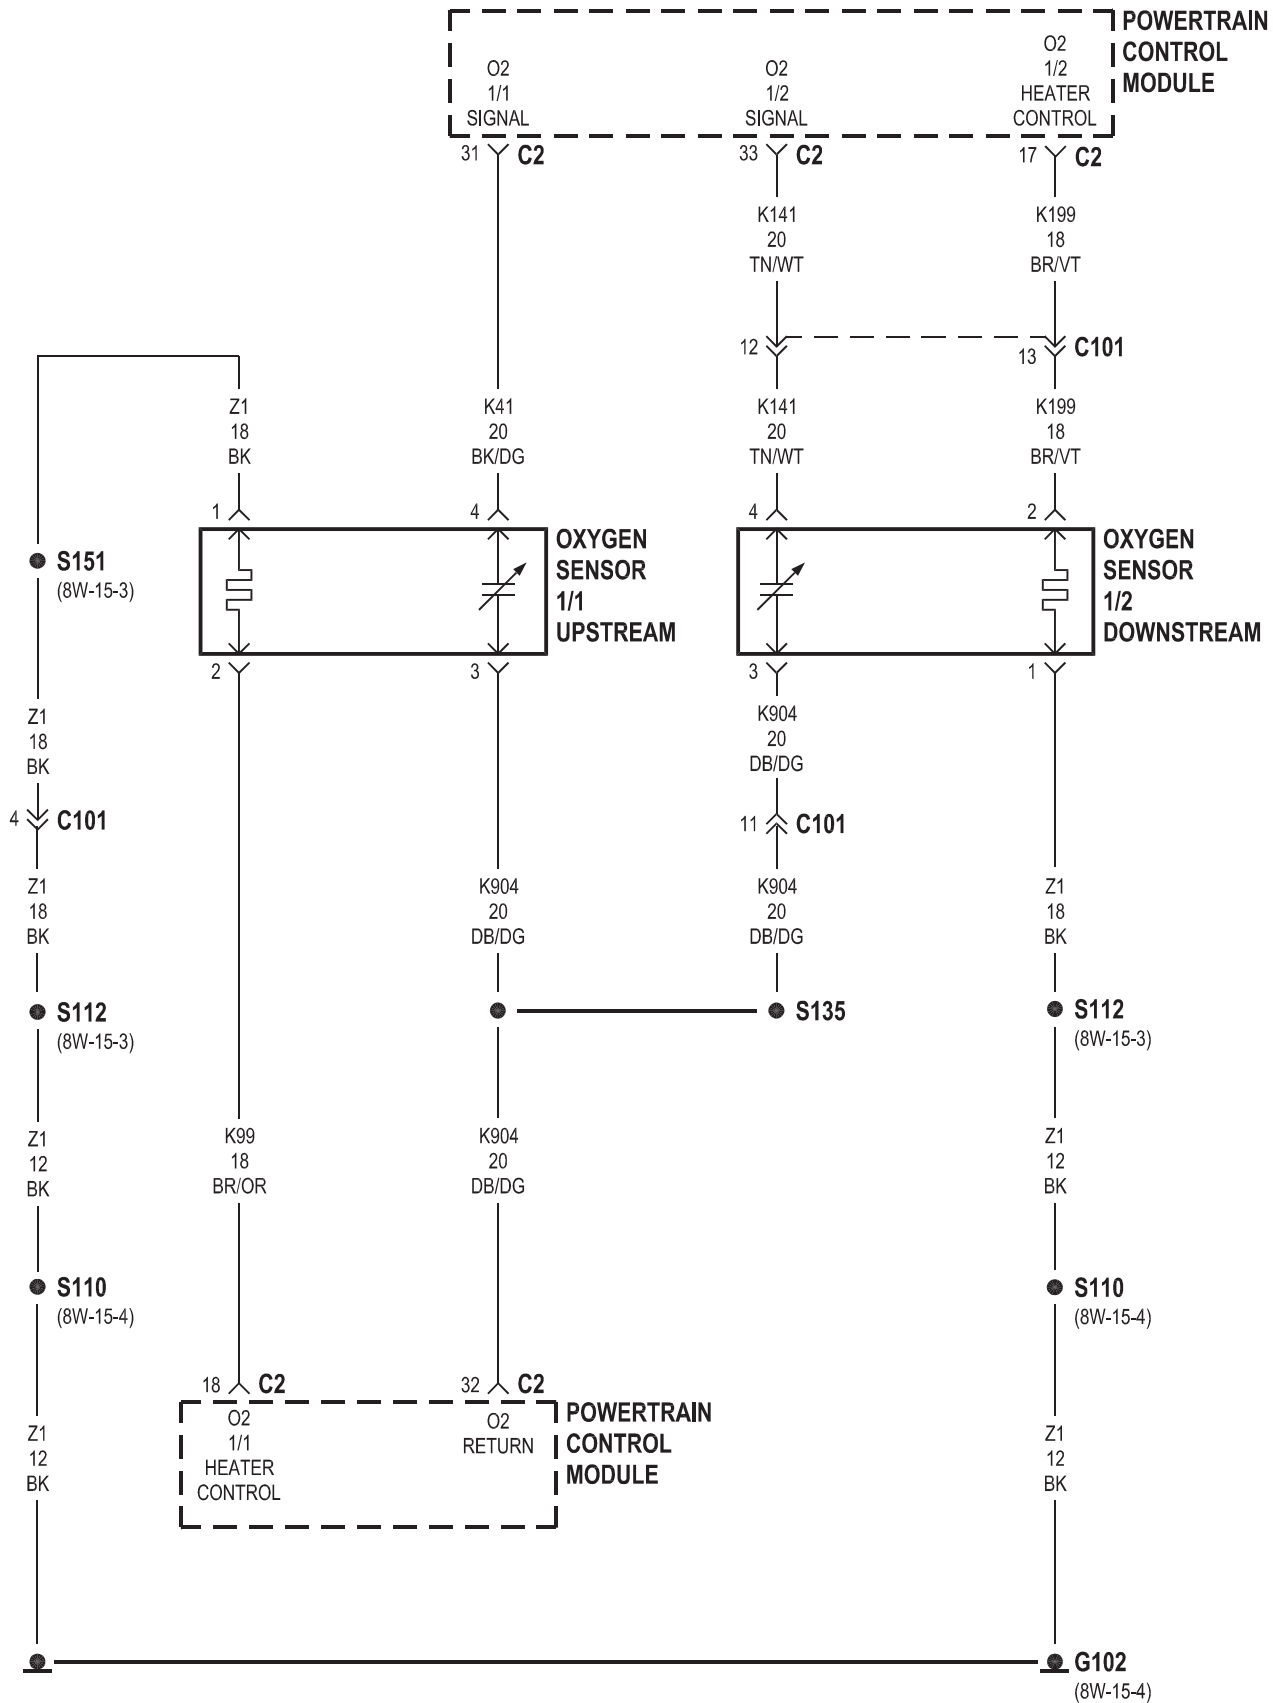 POWERTRAIN
CONTROL
MODULE
O2
1/1
SIGNAL
O2
1/2
SIGNAL
O2
1/2
HEATER
CONTROL
31 C2
33 C2
17 C2
K141
20
TN/WT
K199
18
BR/VT
12
13 C101
Z1
18
BK
K41
20
BK/DG
K141
20
TN/WT
K199
18
BR/VT
1
4
4
2
S151
(8W-15-3)
OXYGEN
SENSOR
1/1
UPSTREAM
OXYGEN
SENSOR
1/2
DOWNSTREAM
2
3
3
1
Z1
18
BK
K904
20
DB/DG
4 C101
11 C101
Z1
18
BK
K904
20
DB/DG
K904
20
DB/DG
Z1
18
BK
S112
(8W-15-3)
S135
S112
(8W-15-3)
Z1
12
BK
K99
18
BR/OR
K904
20
DB/DG
Z1
12
BK
S110
(8W-15-4)
S110
(8W-15-4)
18 C2
32 C2
O2
1/1
HEATER
CONTROL
O2
RETURN
POWERTRAIN
CONTROL
MODULE
Z1
12
BK
Z1
12
BK
G102
(8W-15-4)